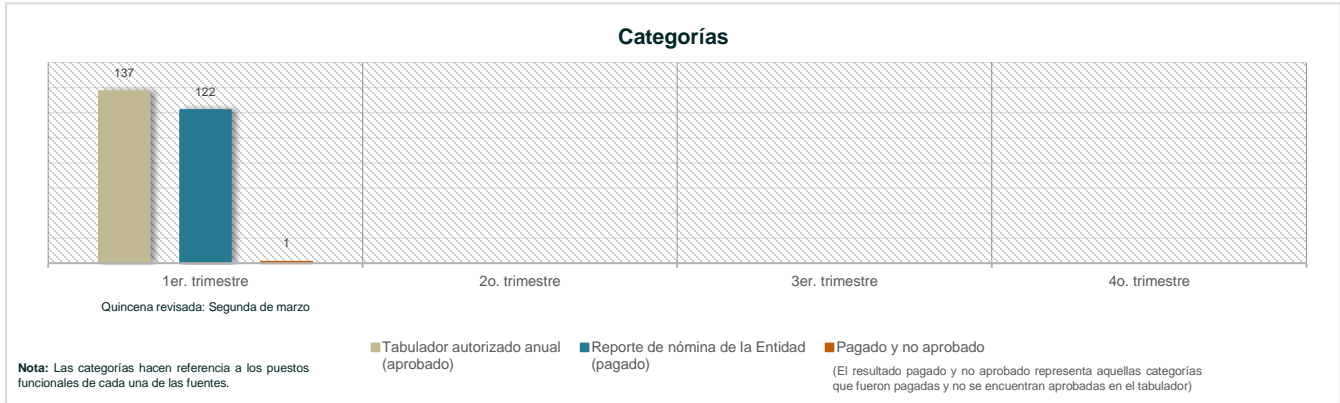 Categorías
137
122
1
1er. trimestre
2o. trimestre
3er. trimestre
4o. trimestre
Quincena revisada: Segunda de marzo
Tabulador autorizado anual
(aprobado)
Reporte de nómina de la Entidad
(pagado)
Pagado y no aprobado
(El resultado pagado y no aprobado representa aquellas categorías
que fueron pagadas y no se encuentran aprobadas en el tabulador)
Nota: Las categorías hacen referencia a los puestos
funcionales de cada una de las fuentes.